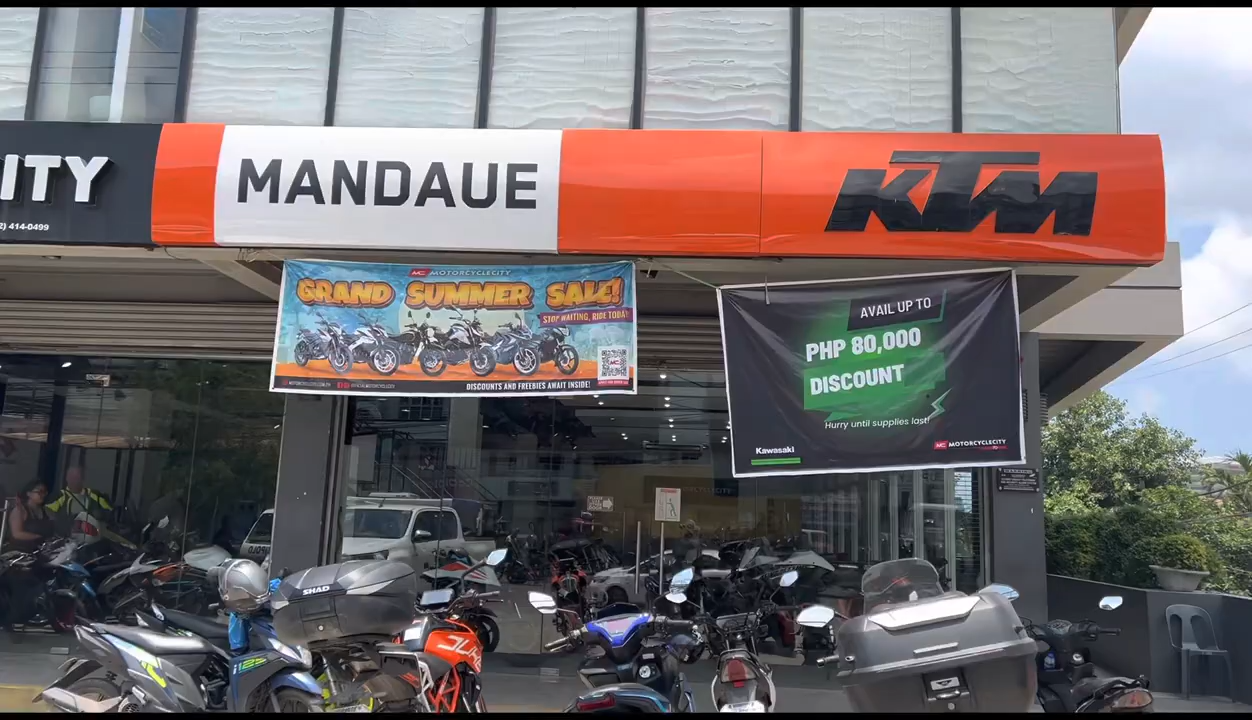 ITY
2) 414-0499
MANDAUE
KTM
MC MOTORCYCLECITY
GRAND SUMMER SALE!
STOP WAITING, RIDE TODAY
DISCOUNTS AND FREEBIES AWAIT INSIDE!
AVAIL UP TO
PHP 80,000
DISCOUNT
Hurry until supplies last!
Kawasaki
MC MOTORCYCLECITY
SHAD
DUKE
125